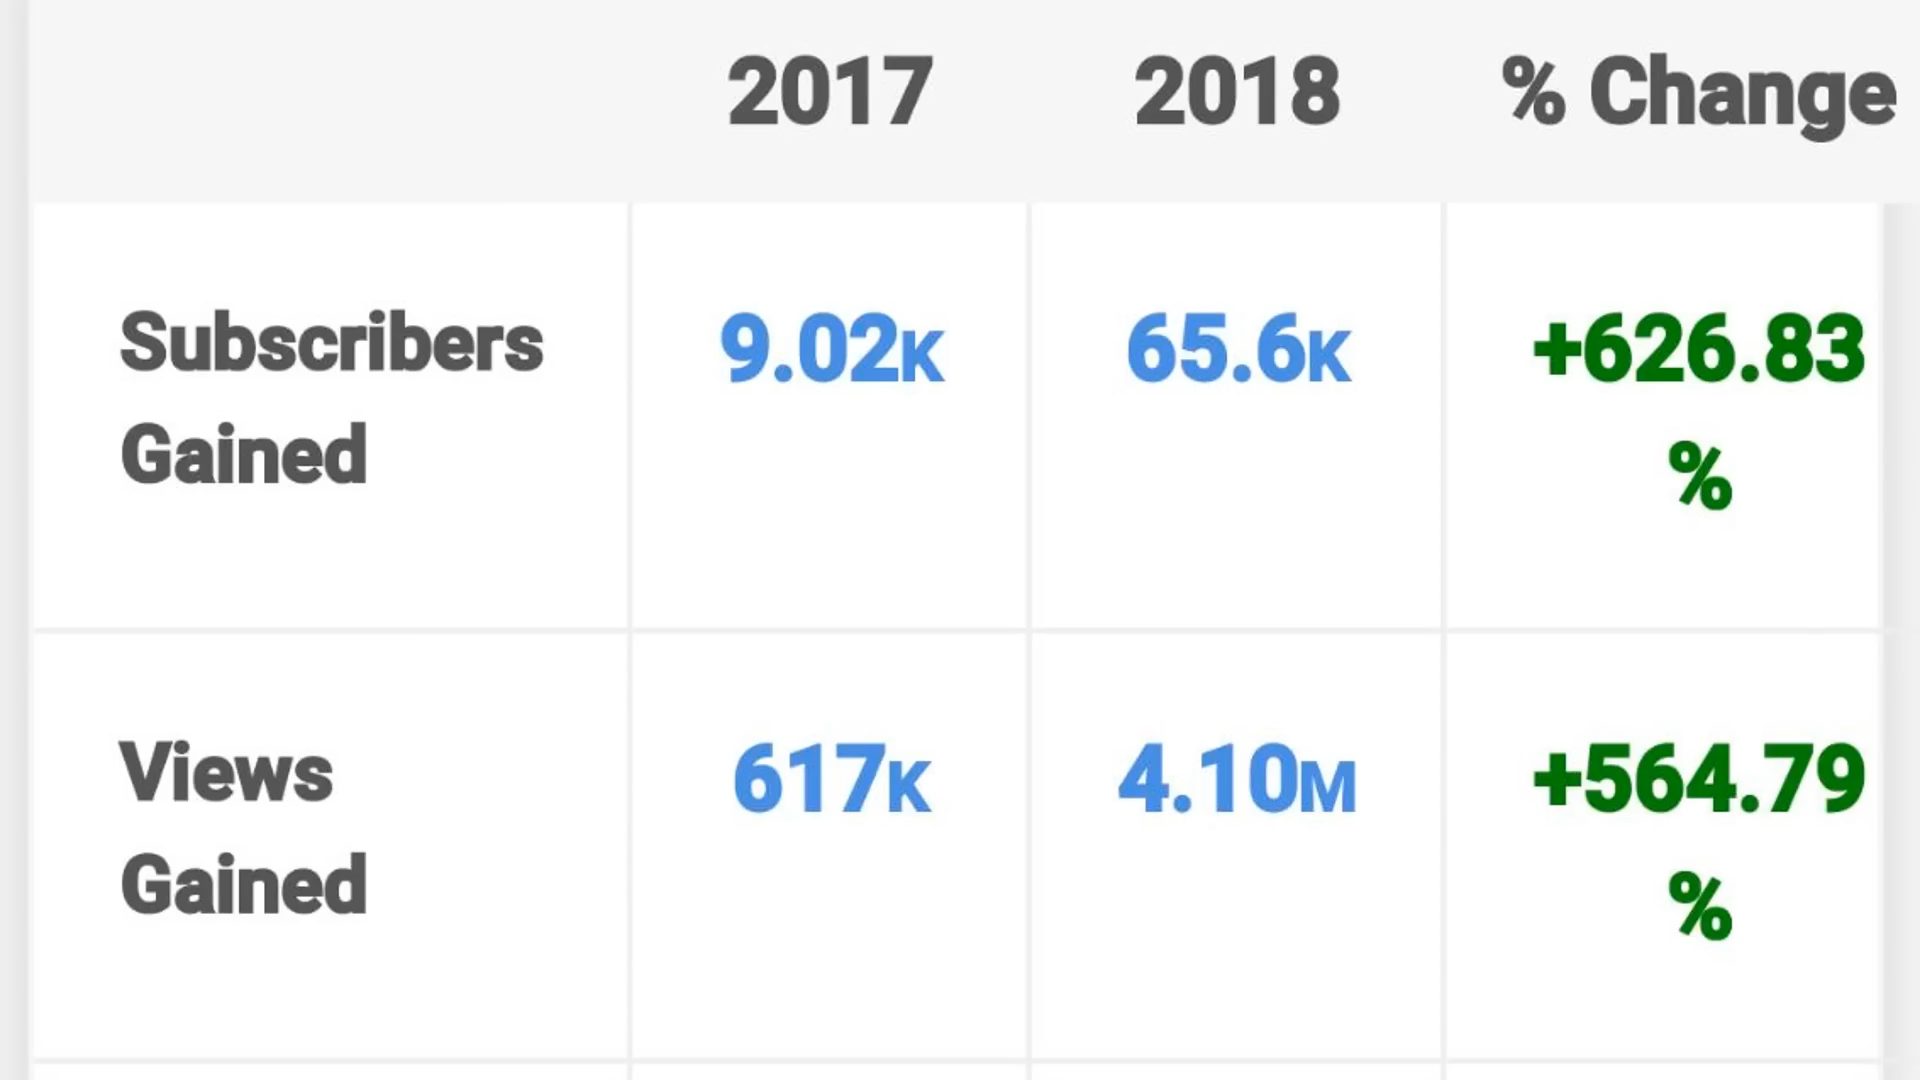 2017 2018 % Change
Subscribers Gained 9.02K 65.6K +626.83 %
Views Gained 617K 4.10M +564.79 %